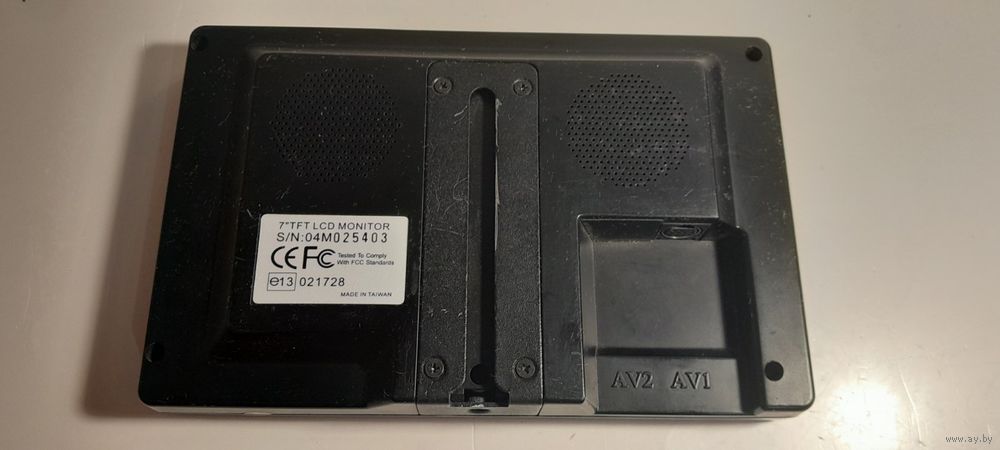 7"TFT LCD MONITOR
S/N:04M025403
CE FC Tested To Comply
With FCC Standards
e13 021728
MADE IN TAIWAN
AV2 AV1
www.ay.by